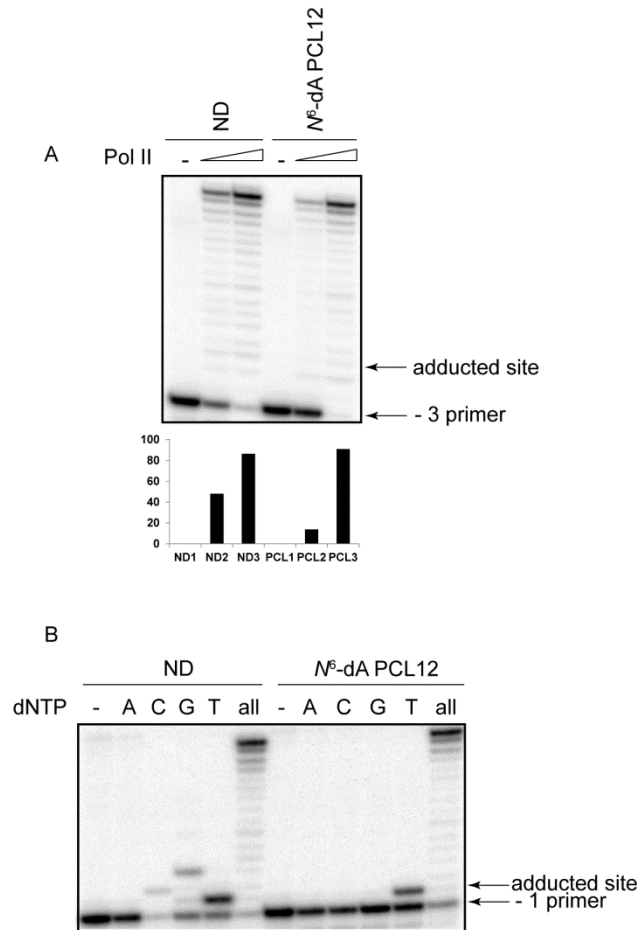 ND
N⁶-dA PCL12
A
Pol II
-
-
adducted site
- 3 primer
100
80
60
40
20
0
ND1 ND2 ND3 PCL1 PCL2 PCL3
B
ND N⁶-dA PCL12
dNTP - A C G T all - A C G T all
adducted site
- 1 primer